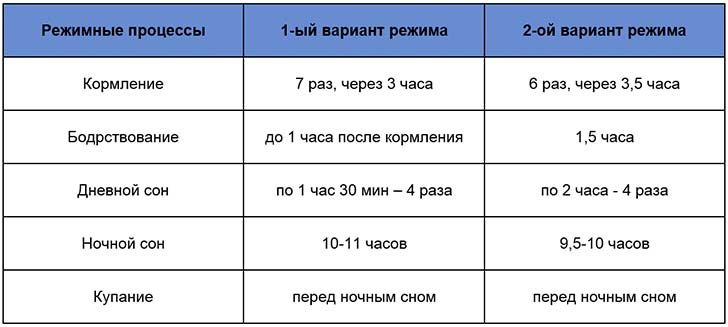 Режимные процессы 1-ый вариант режима 2-ой вариант режима
Кормление 7 раз, через 3 часа 6 раз, через 3,5 часа
Бодрствование до 1 часа после кормления 1,5 часа
Дневной сон по 1 час 30 мин – 4 раза по 2 часа - 4 раза
Ночной сон 10-11 часов 9,5-10 часов
Купание перед ночным сном перед ночным сном